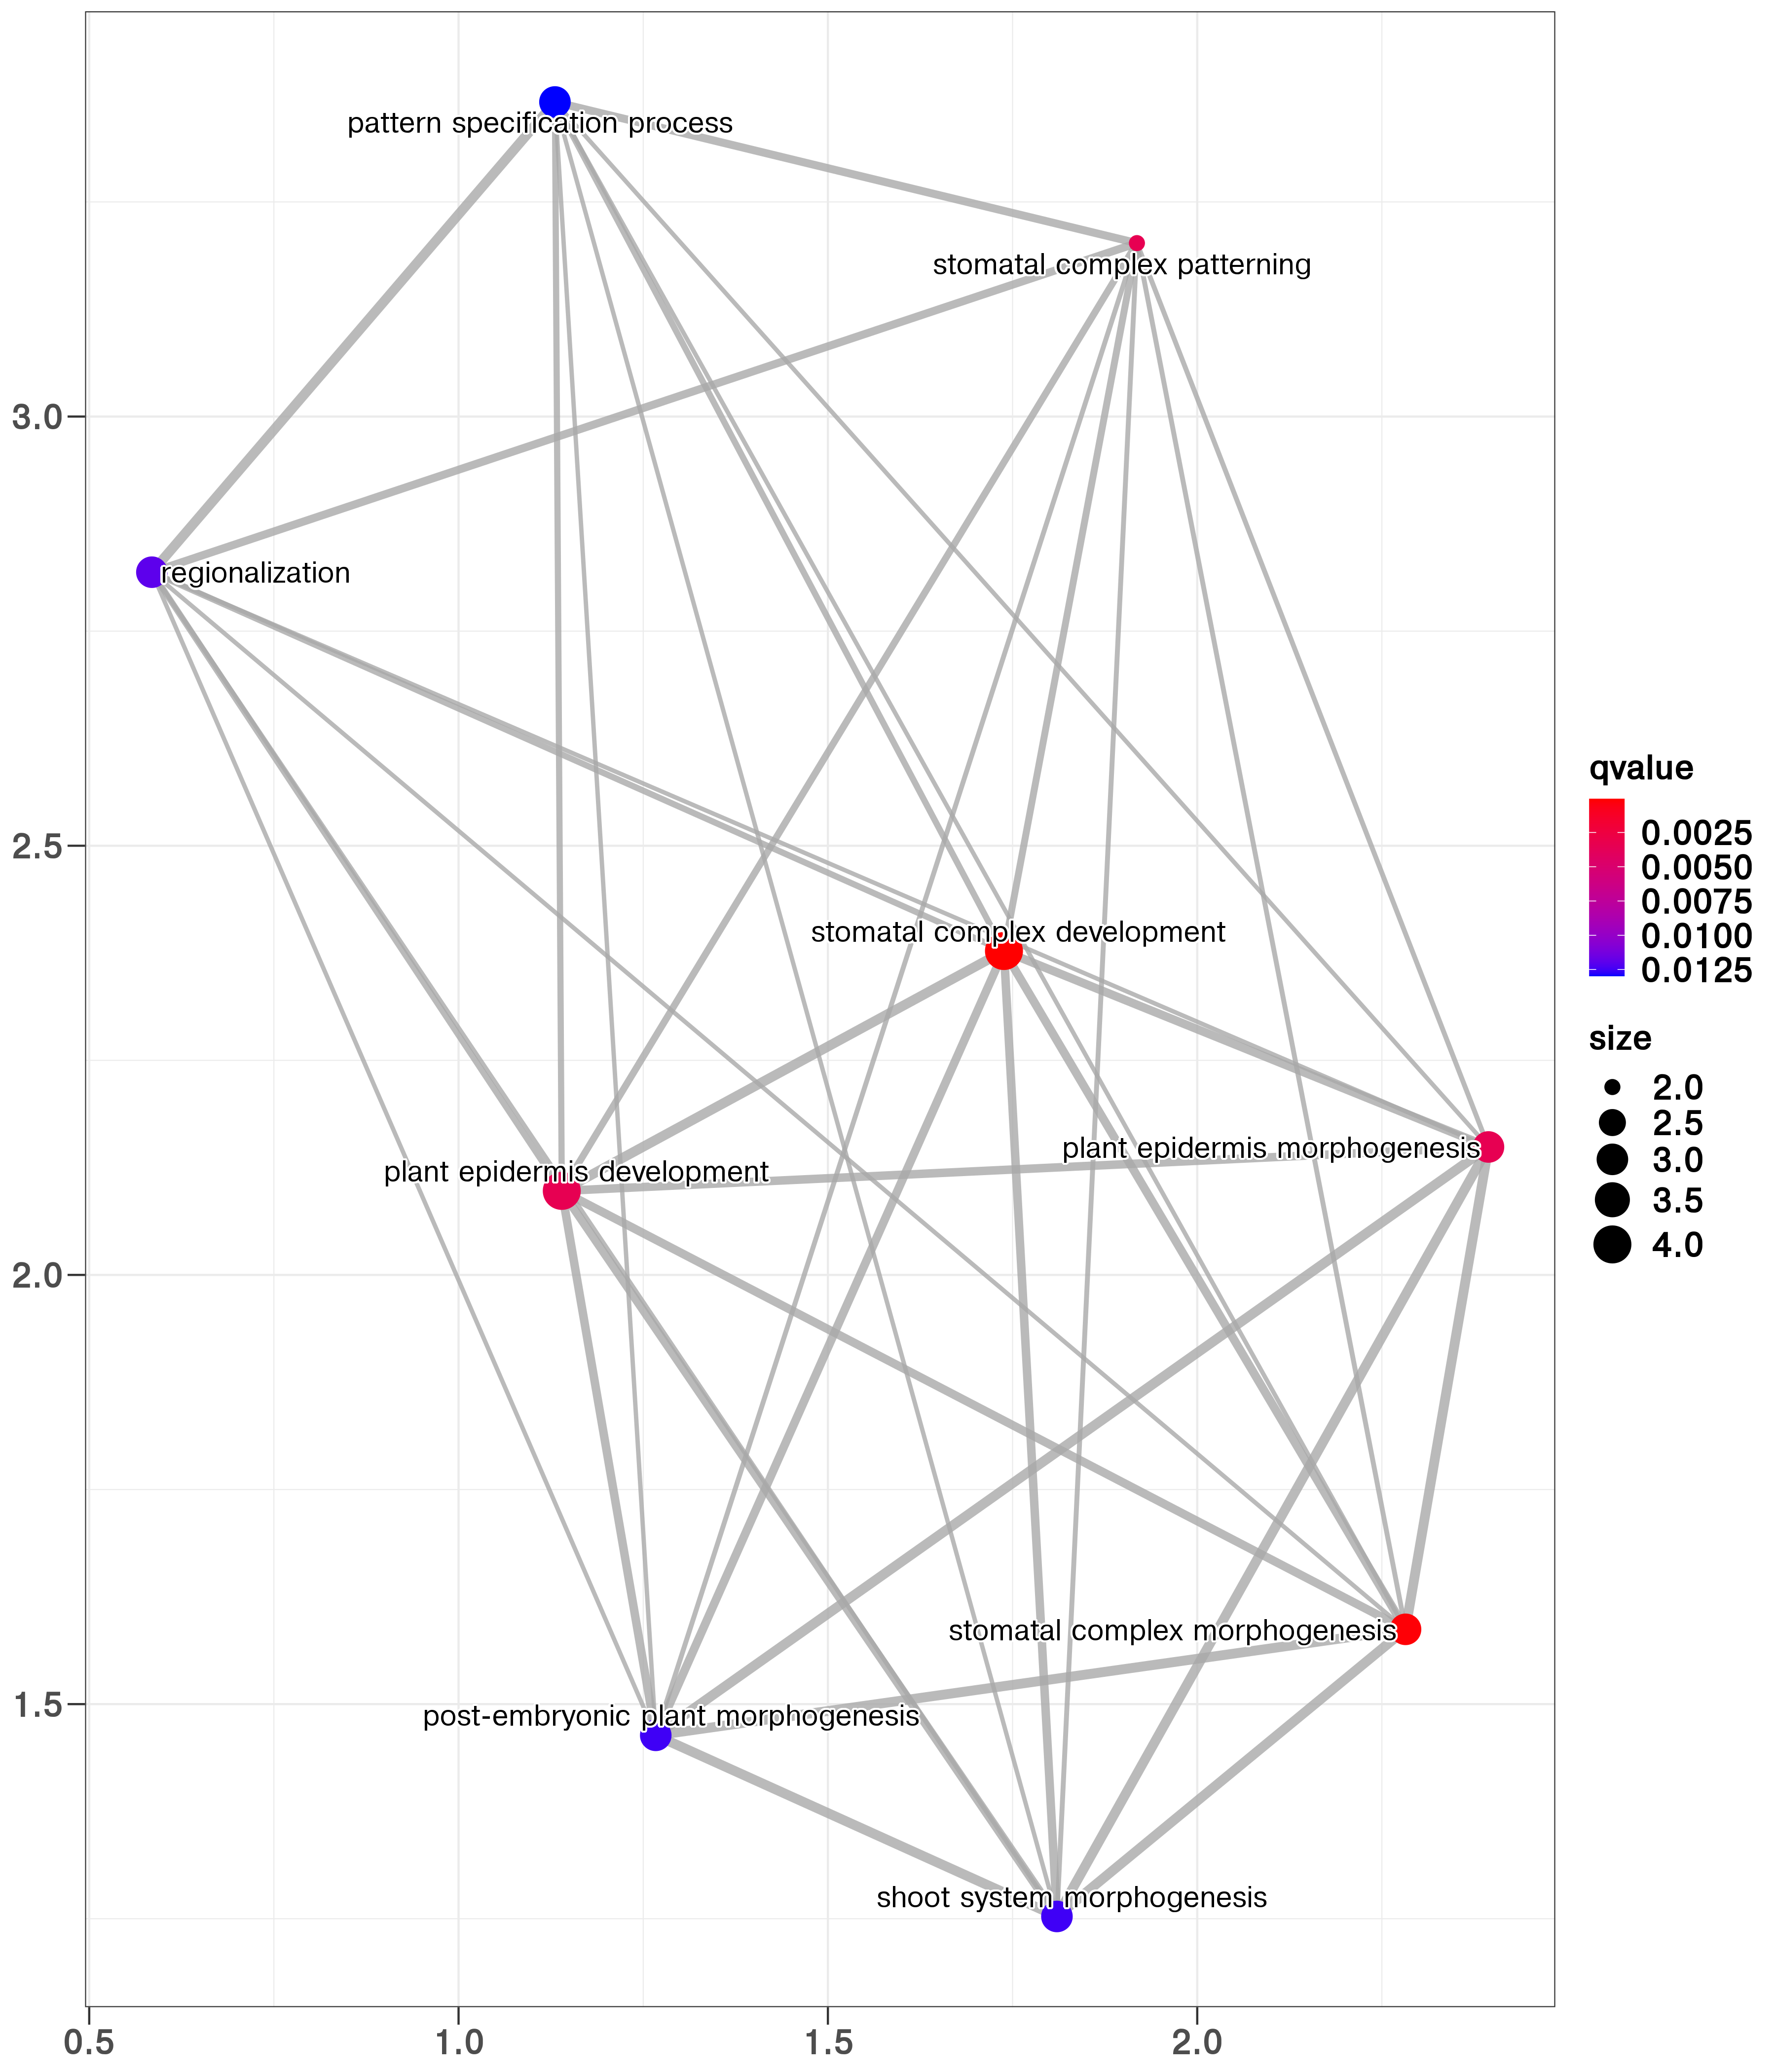 pattern specification process
stomatal complex patterning
3.0
regionalization
qvalue
0.0025
2.5
0.0050
0.0075
stomatal complex development
0.0100
0.0125
size
2.0
2.5
plant epidermis morphogenesis
3.0
plant epidermis development
3.5
4.0
2.0
stomatal complex morphogenesis
1.5
post-embryonic plant morphogenesis
shoot system morphogenesis
0.5 1.0 1.5 2.0